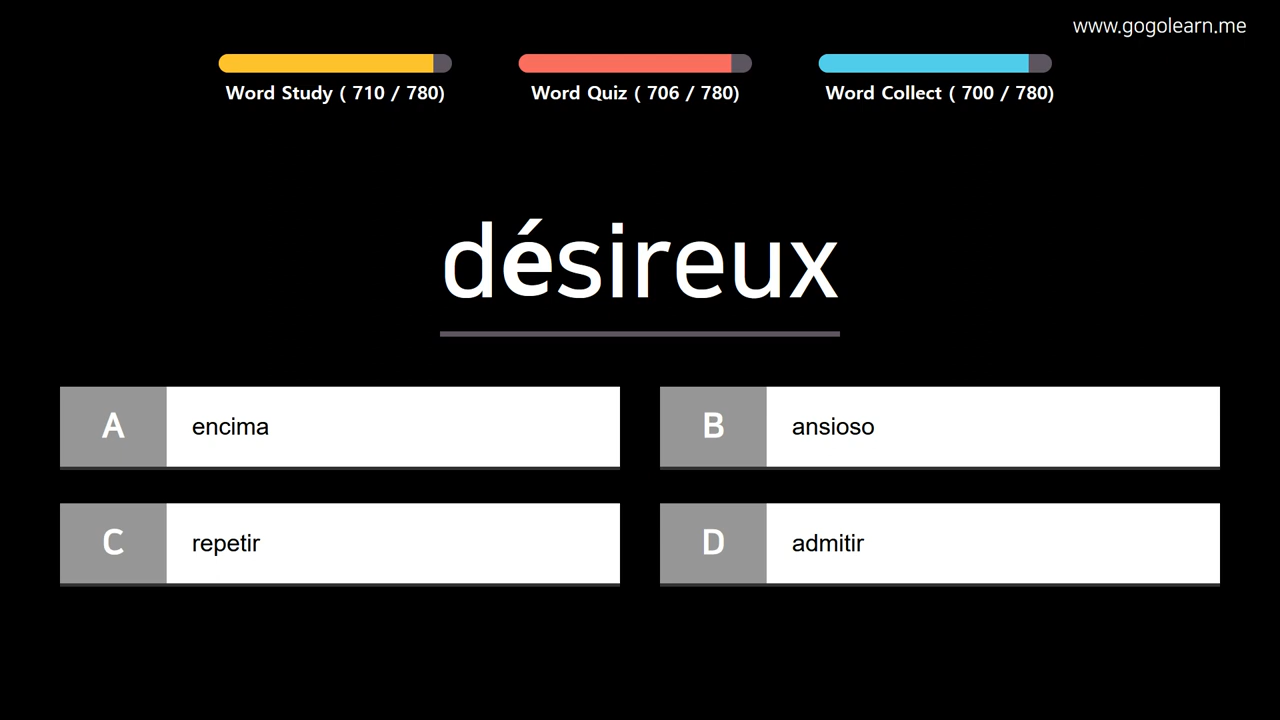 www.gogolearn.me
Word Study ( 710 / 780)
Word Quiz ( 706 / 780)
Word Collect ( 700 / 780)
désireux
A encima
B ansioso
C repetir
D admitir